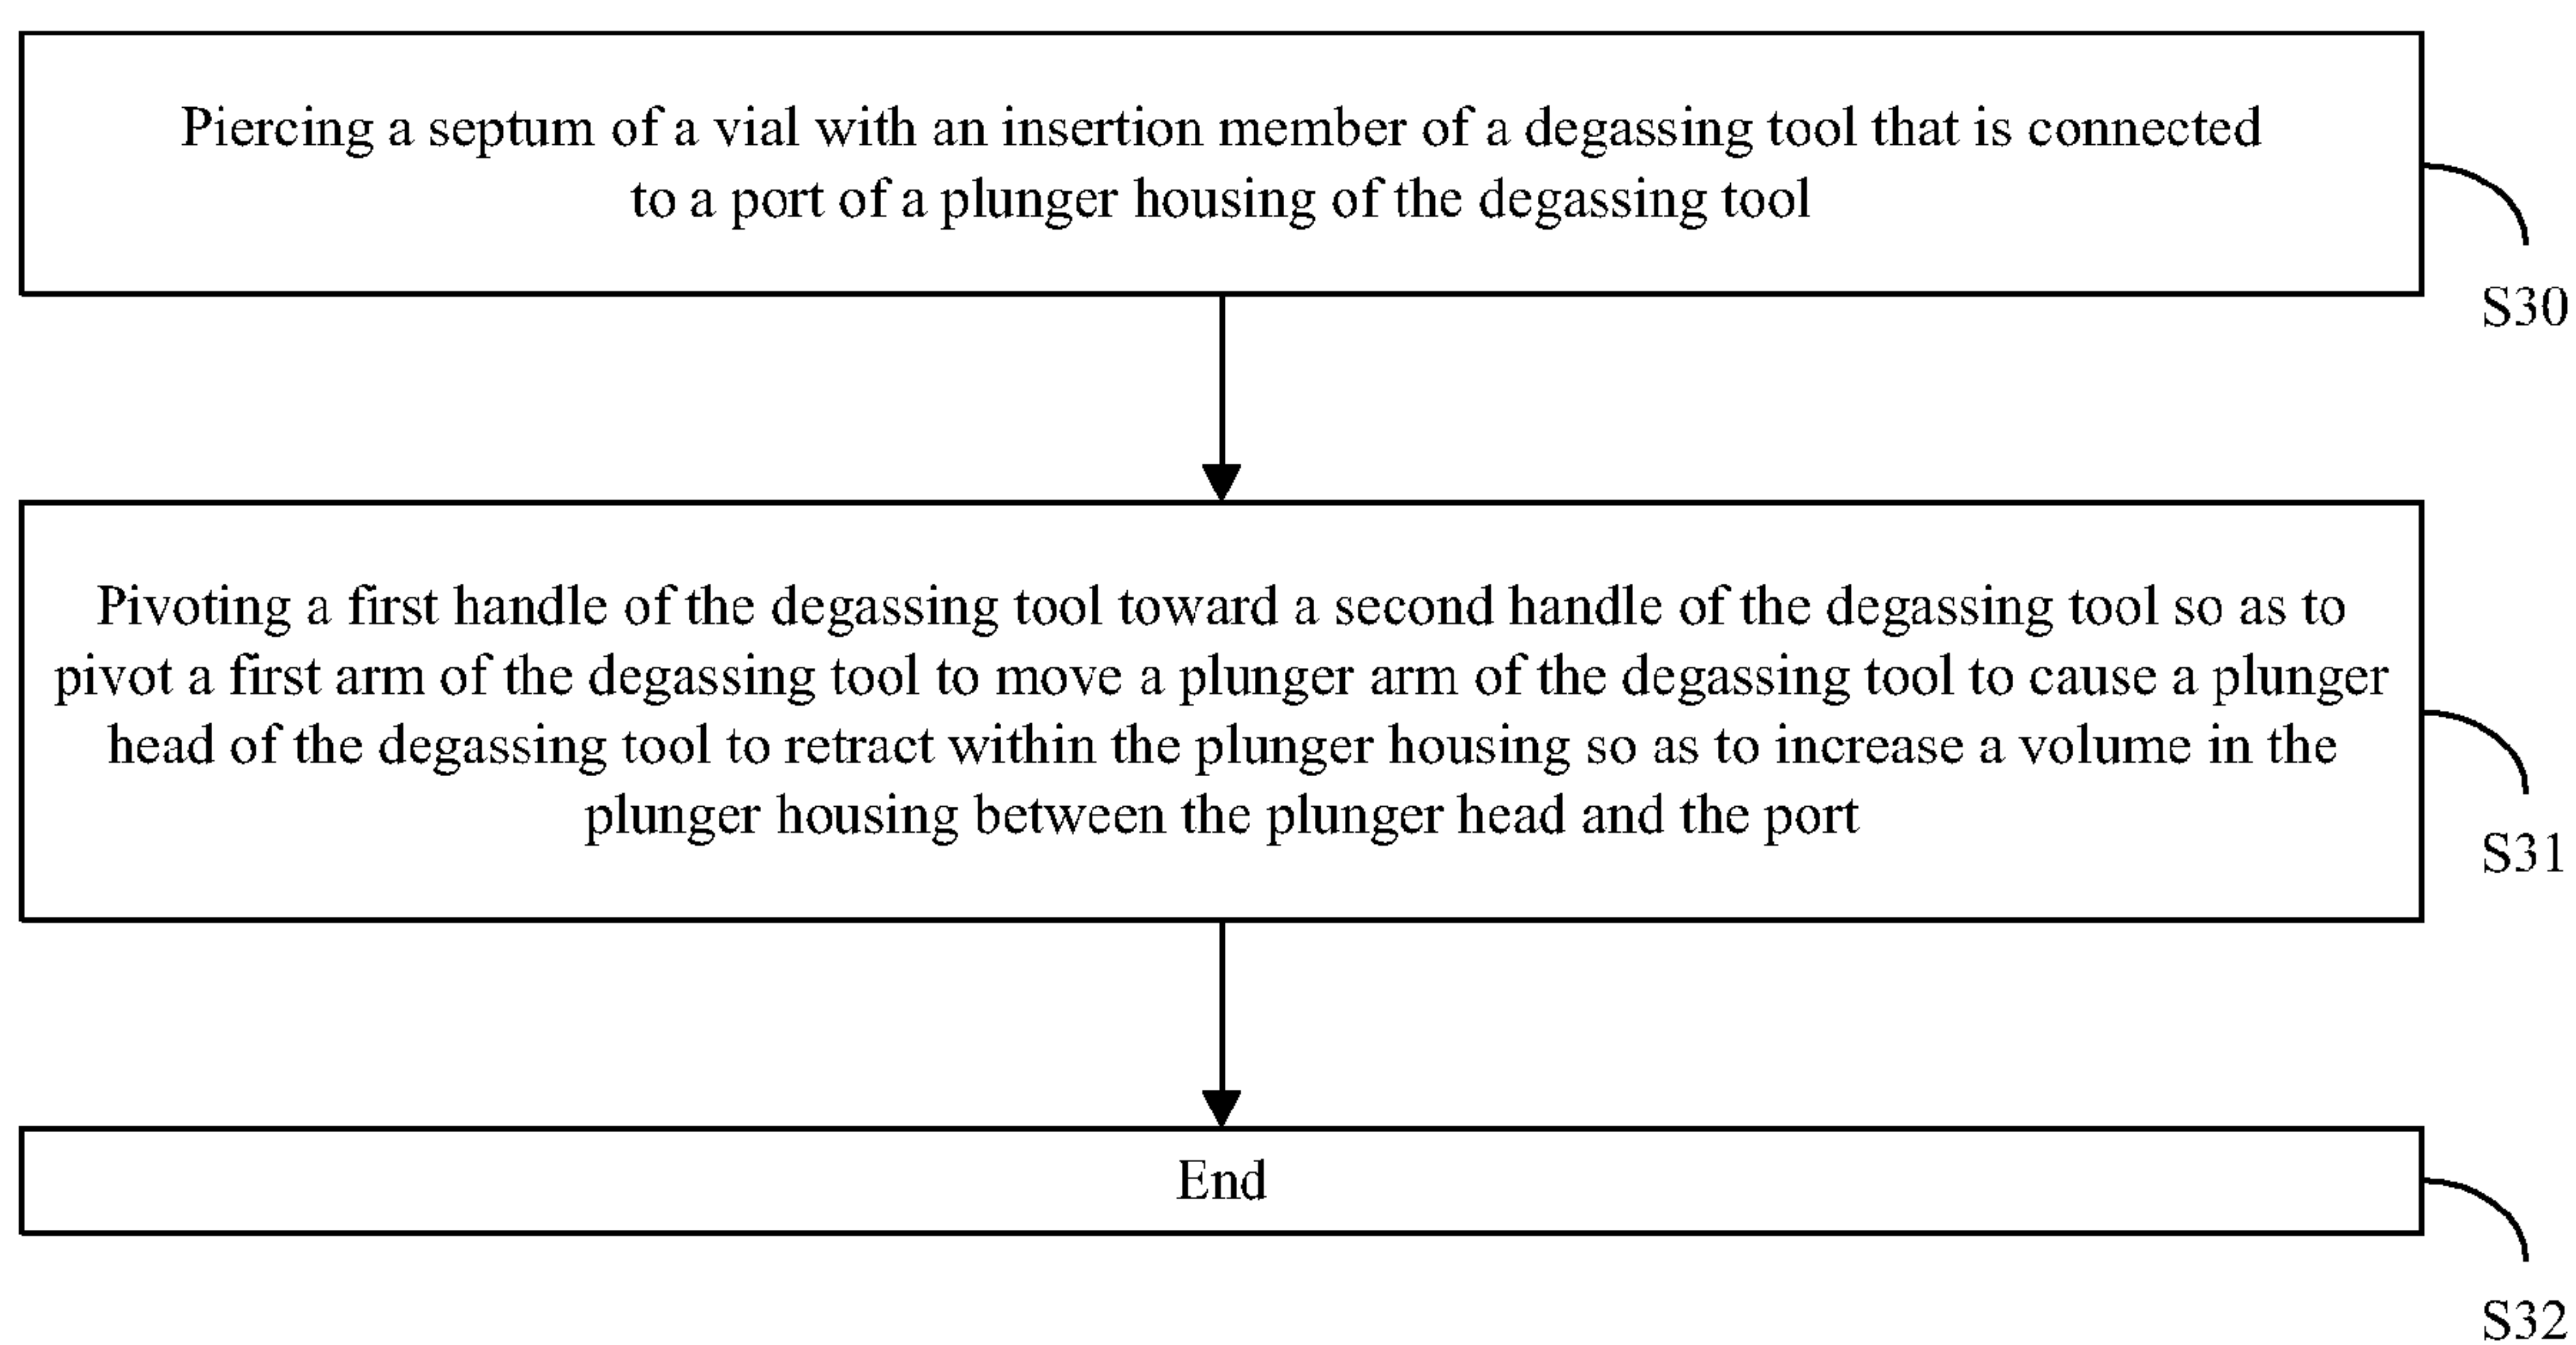 Piercing a septum of a vial with an insertion member of a degassing tool that is connected
to a port of a plunger housing of the degassing tool
S30
Pivoting a first handle of the degassing tool toward a second handle of the degassing tool so as to
pivot a first arm of the degassing tool to move a plunger arm of the degassing tool to cause a plunger
head of the degassing tool to retract within the plunger housing so as to increase a volume in the
plunger housing between the plunger head and the port
S31
End
S32